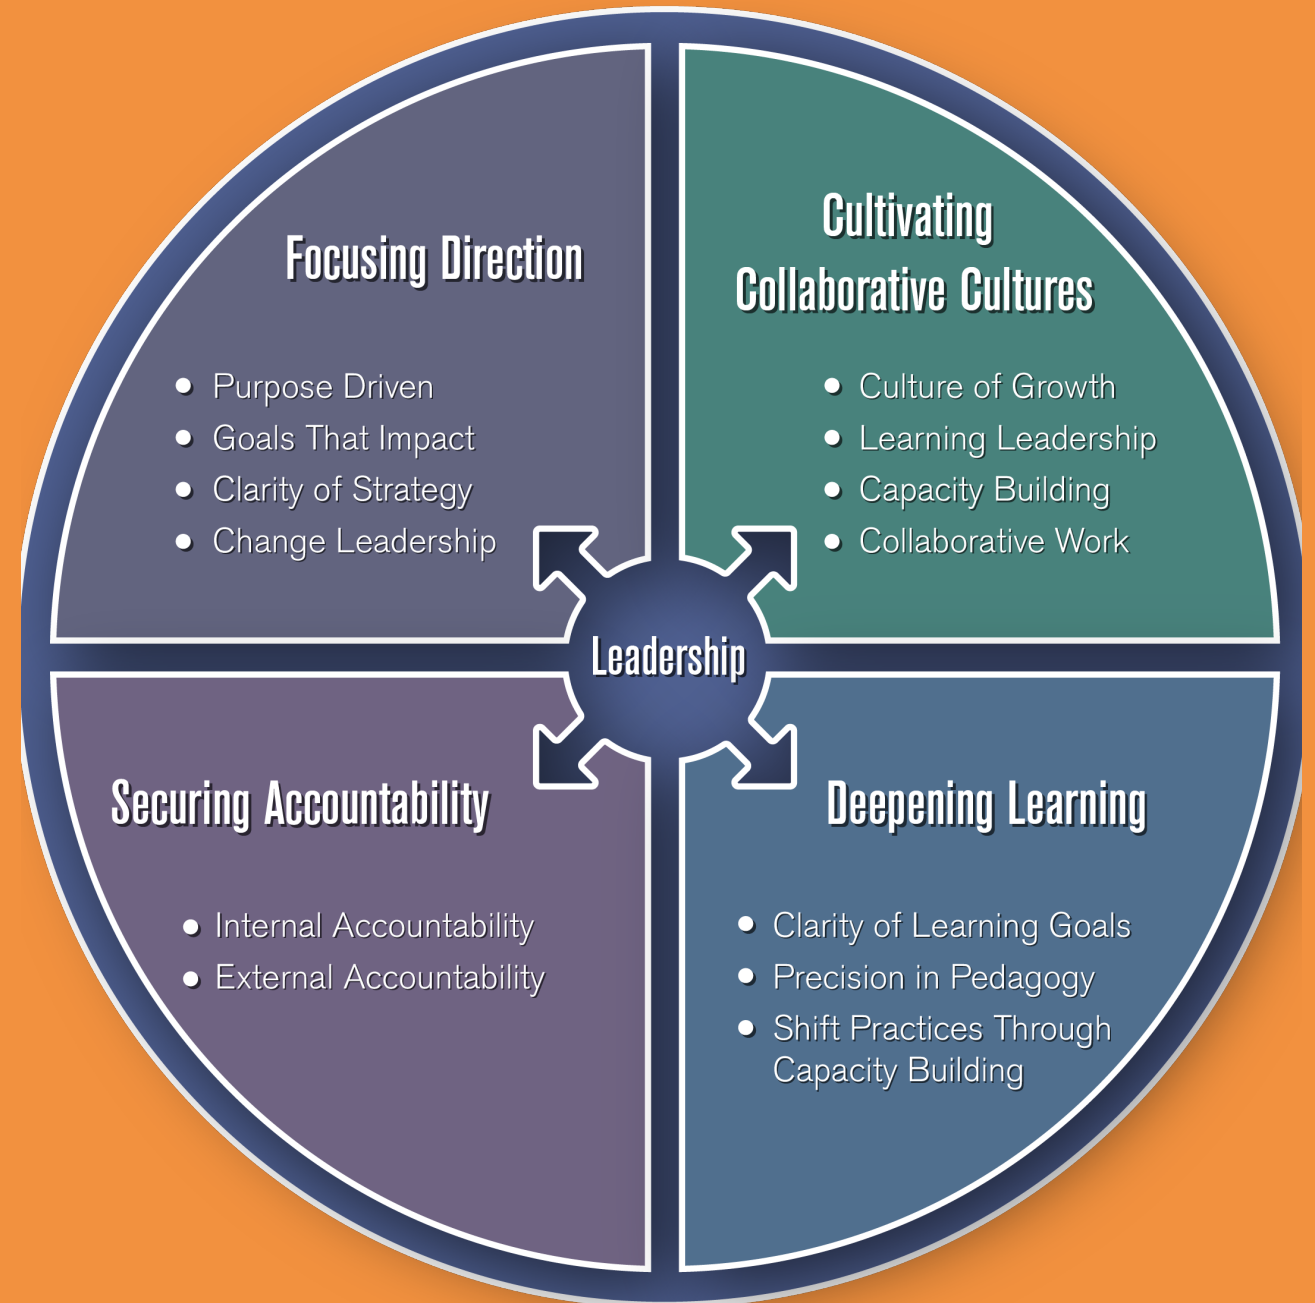 Focusing Direction
• Purpose Driven
• Goals That Impact
• Clarity of Strategy
• Change Leadership
Cultivating
Collaborative Cultures
• Culture of Growth
• Learning Leadership
• Capacity Building
• Collaborative Work
Leadership
Securing Accountability
• Internal Accountability
• External Accountability
Deepening Learning
• Clarity of Learning Goals
• Precision in Pedagogy
• Shift Practices Through
Capacity Building